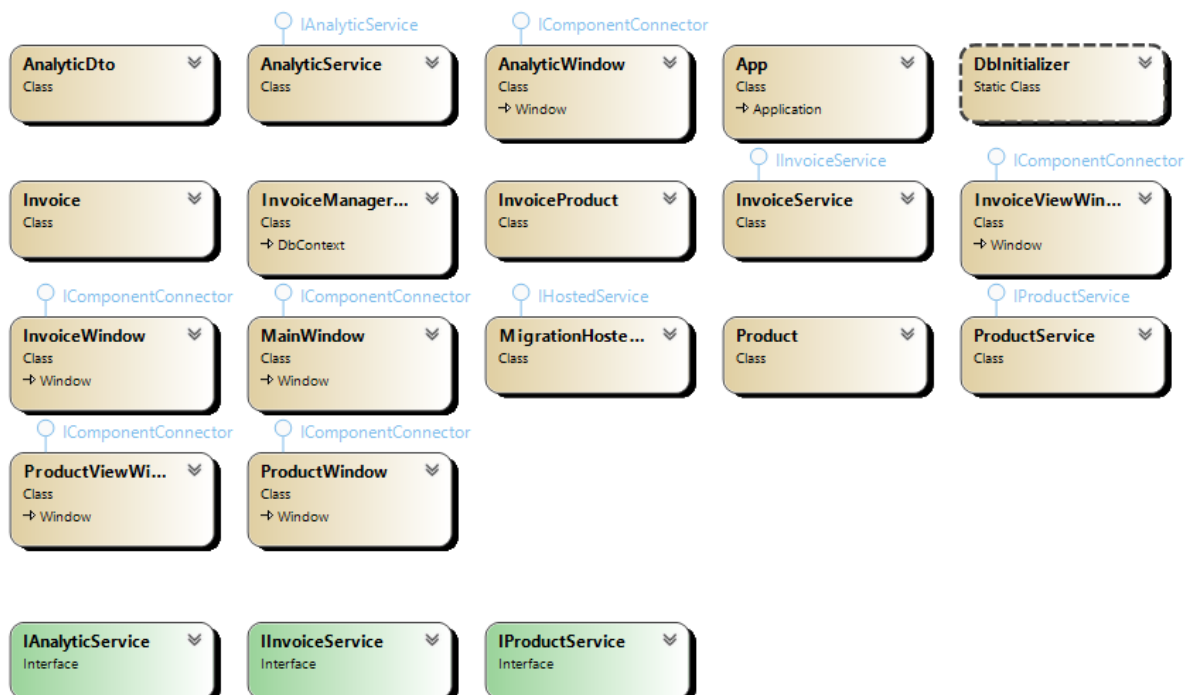 IAnalyticService
IComponentConnector
AnalyticDto
Class
AnalyticService
Class
AnalyticWindow
Class
Window
App
Class
Application
DbInitializer
Static Class
IInvoiceService
IComponentConnector
Invoice
Class
InvoiceManager...
Class
DbContext
InvoiceProduct
Class
InvoiceService
Class
InvoiceViewWin...
Class
Window
IComponentConnector
IComponentConnector
IHostedService
IProductService
InvoiceWindow
Class
Window
MainWindow
Class
Window
MigrationHoste...
Class
Product
Class
ProductService
Class
IComponentConnector
IComponentConnector
ProductViewWi...
Class
Window
ProductWindow
Class
Window
IAnalyticService
Interface
IInvoiceService
Interface
IProductService
Interface